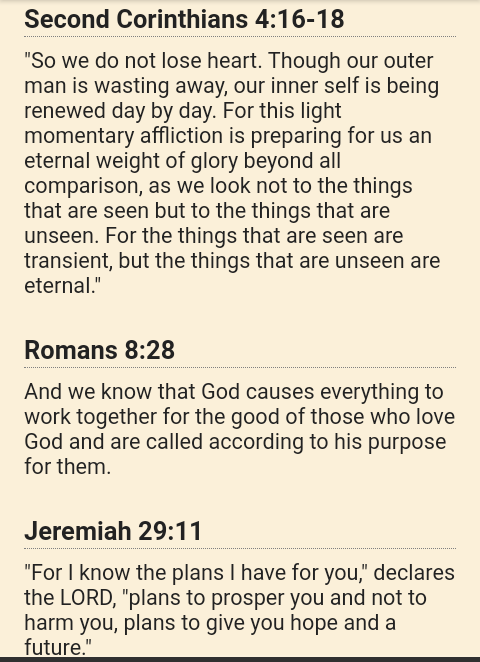 Second Corinthians 4:16-18
"So we do not lose heart. Though our outer
man is wasting away, our inner self is being
renewed day by day. For this light
momentary affliction is preparing for us an
eternal weight of glory beyond all
comparison, as we look not to the things
that are seen but to the things that are
unseen. For the things that are seen are
transient, but the things that are unseen are
eternal."
Romans 8:28
And we know that God causes everything to
work together for the good of those who love
God and are called according to his purpose
for them.
Jeremiah 29:11
"For I know the plans I have for you," declares
the LORD, "plans to prosper you and not to
harm you, plans to give you hope and a
future."